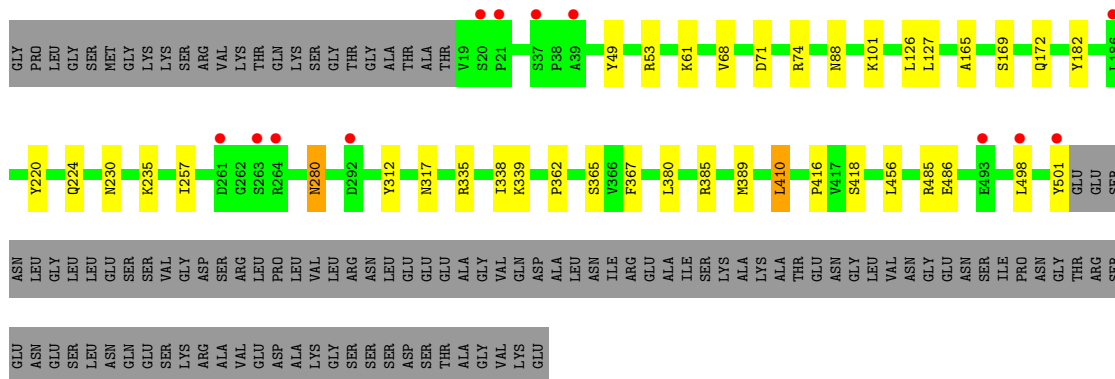 GLY PRO LEU GLY SER MET GLY LYS LYS SER ARG VAL LYS THR GLN LYS SER GLY THR GLY ALA THR ALA THR V19 S20 P21 S37 P38 A39 Y49 R53 K61 V68 D71 R74 N88 K101 L126 L127 A165 S169 Q172 Y182 L186
Y220 Q224 N230 K235 I257 D261 G262 S263 R264 N280 D292 Y312 N317 R335 I338 K339 P362 S365 V366 F367 L380 R385 M389 L410 P416 V417 S418 L456 R485 E486 E493 L498 Y501 GLU GLU SER
ASN LEU GLY LEU LEU GLU SER SER VAL GLY ASP SER ARG LEU PRO LEU VAL LEU ARG ASN LEU GLU GLU GLU ALA GLY VAL GLN ASP ALA LEU ASN ILE ARG GLU ALA ILE SER LYS ALA LYS ALA THR GLU ASN GLY LEU VAL ASN GLY GLU ASN SER ILE PRO ASN GLY THR ARG SER
GLU ASN GLU SER LEU ASN GLN GLU SER LYS ARG ALA VAL GLU ASP ALA LYS GLY SER SER SER ASP SER THR ALA GLY VAL LYS GLU